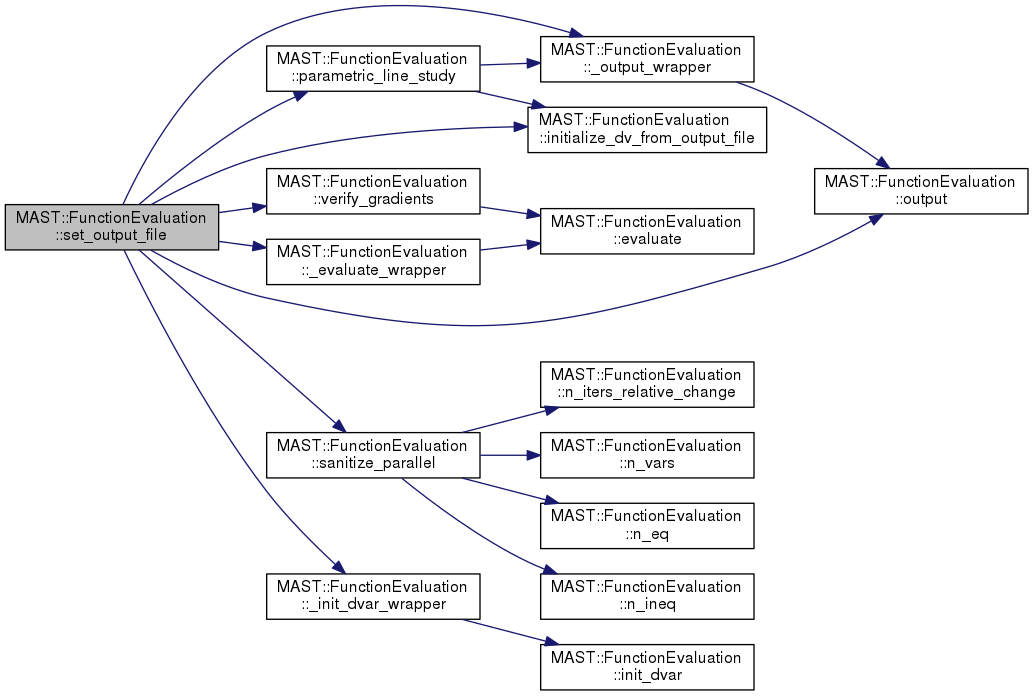 MAST::FunctionEvaluation
::set_output_file
MAST::FunctionEvaluation
::parametric_line_study
MAST::FunctionEvaluation
::_output_wrapper
MAST::FunctionEvaluation
::initialize_dv_from_output_file
MAST::FunctionEvaluation
::output
MAST::FunctionEvaluation
::verify_gradients
MAST::FunctionEvaluation
::evaluate
MAST::FunctionEvaluation
::_evaluate_wrapper
MAST::FunctionEvaluation
::sanitize_parallel
MAST::FunctionEvaluation
::n_iters_relative_change
MAST::FunctionEvaluation
::n_vars
MAST::FunctionEvaluation
::n_eq
MAST::FunctionEvaluation
::n_ineq
MAST::FunctionEvaluation
::_init_dvar_wrapper
MAST::FunctionEvaluation
::init_dvar